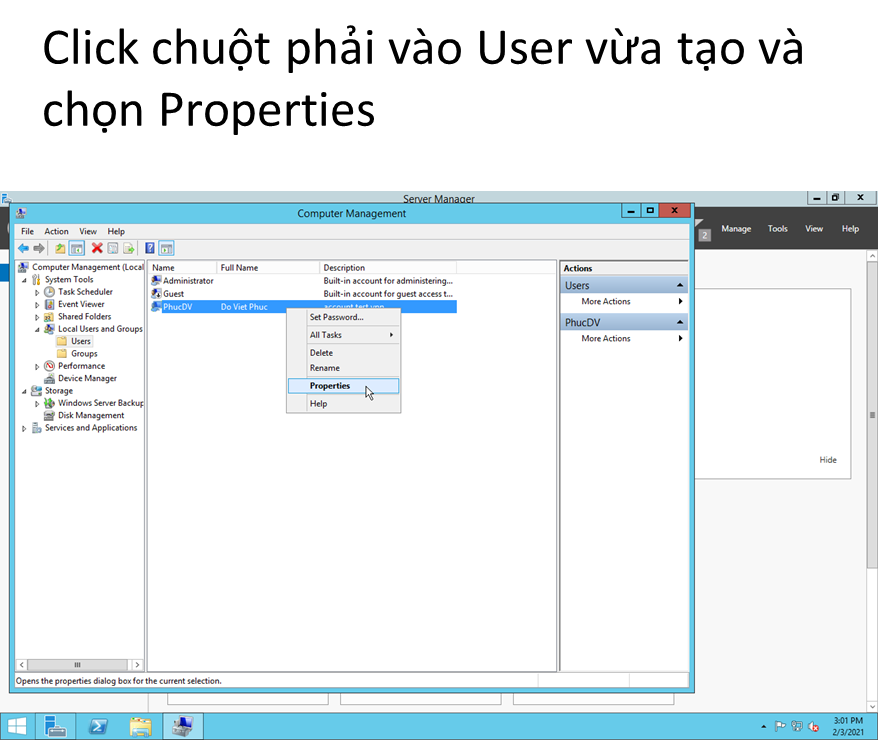 Click chuột phải vào User vừa tạo và
chọn Properties
Server Manager
Computer Management
File Action View Help
2 Manage Tools View Help
Computer Management (Local
System Tools
Task Scheduler
Event Viewer
Shared Folders
Local Users and Groups
Users
Groups
Performance
Device Manager
Storage
Windows Server Backup
Disk Management
Services and Applications
Name Full Name Description
Administrator Built-in account for administering...
Guest Built-in account for guest access t...
PhucDV Do Viet Phuc account test vpn
Set Password...
All Tasks
Delete
Rename
Properties
Help
Actions
Users
More Actions
PhucDV
More Actions
Hide
Opens the properties dialog box for the current selection.
3:01 PM
2/3/2021